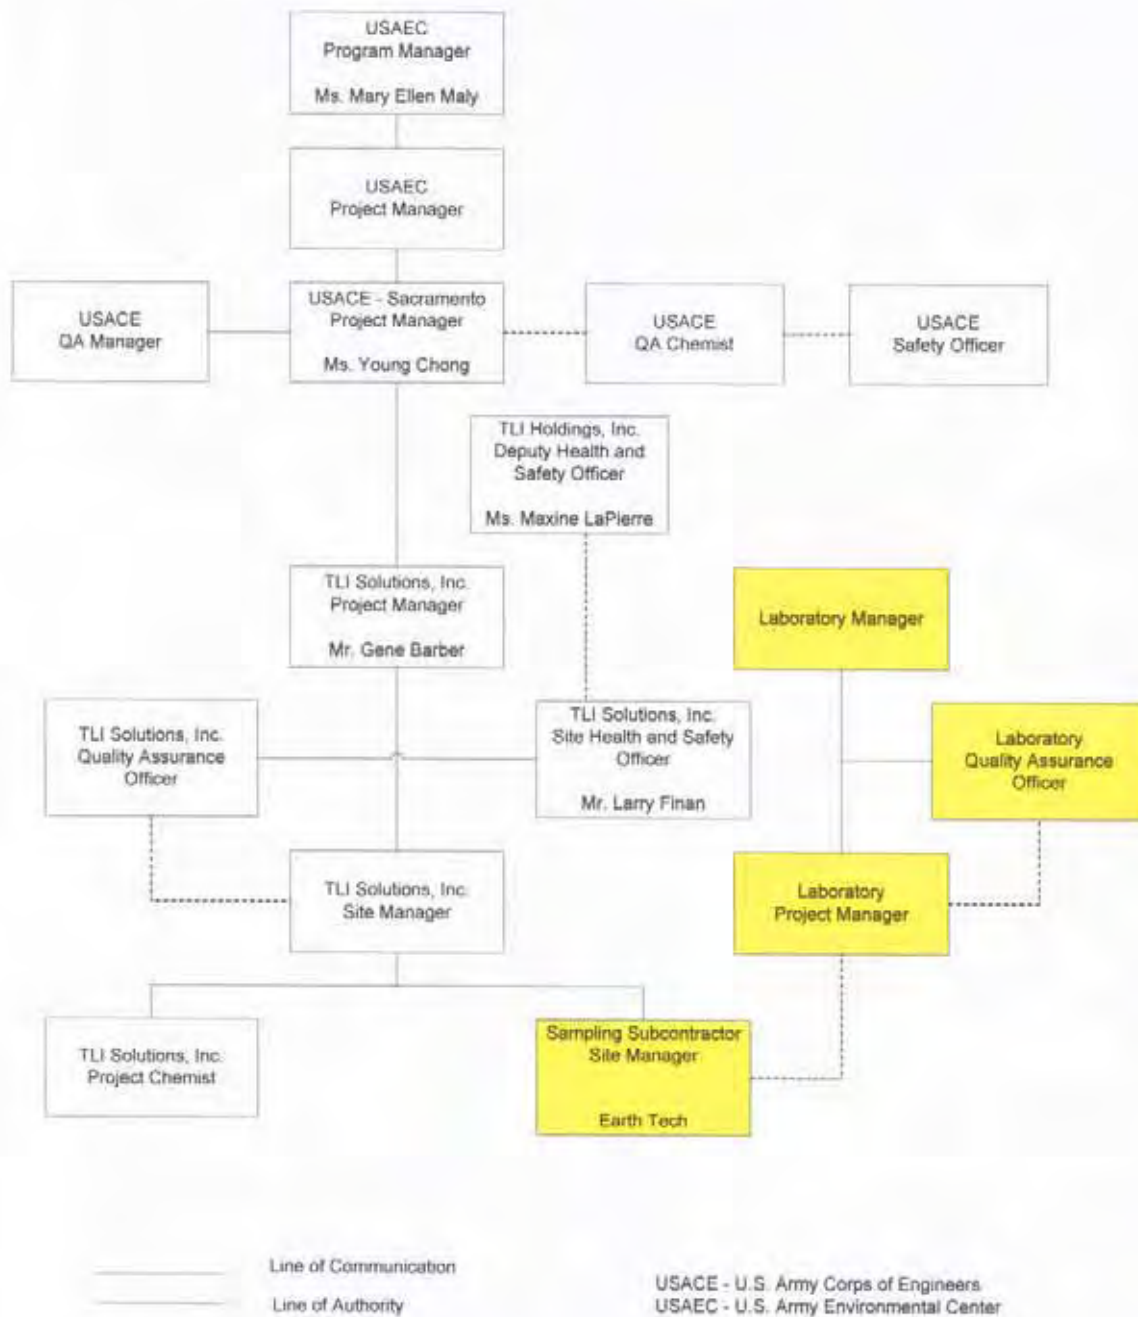 USAEC
Program Manager
Ms. Mary Ellen Maly
USAEC
Project Manager
USACE
QA Manager
USACE - Sacramento
Project Manager
Ms. Young Chong
USACE
QA Chemist
USACE
Safety Officer
TLI Holdings, Inc.
Deputy Health and
Safety Officer
Ms. Maxine LaPierre
TLI Solutions, Inc.
Project Manager
Mr. Gene Barber
Laboratory Manager
TLI Solutions, Inc.
Quality Assurance
Officer
TLI Solutions, Inc.
Site Health and Safety
Officer
Mr. Larry Finan
Laboratory
Quality Assurance
Officer
TLI Solutions, Inc.
Site Manager
Laboratory
Project Manager
TLI Solutions, Inc.
Project Chemist
Sampling Subcontractor
Site Manager
Earth Tech
Line of Communication
Line of Authority
USACE - U.S. Army Corps of Engineers
USAEC - U.S. Army Environmental Center